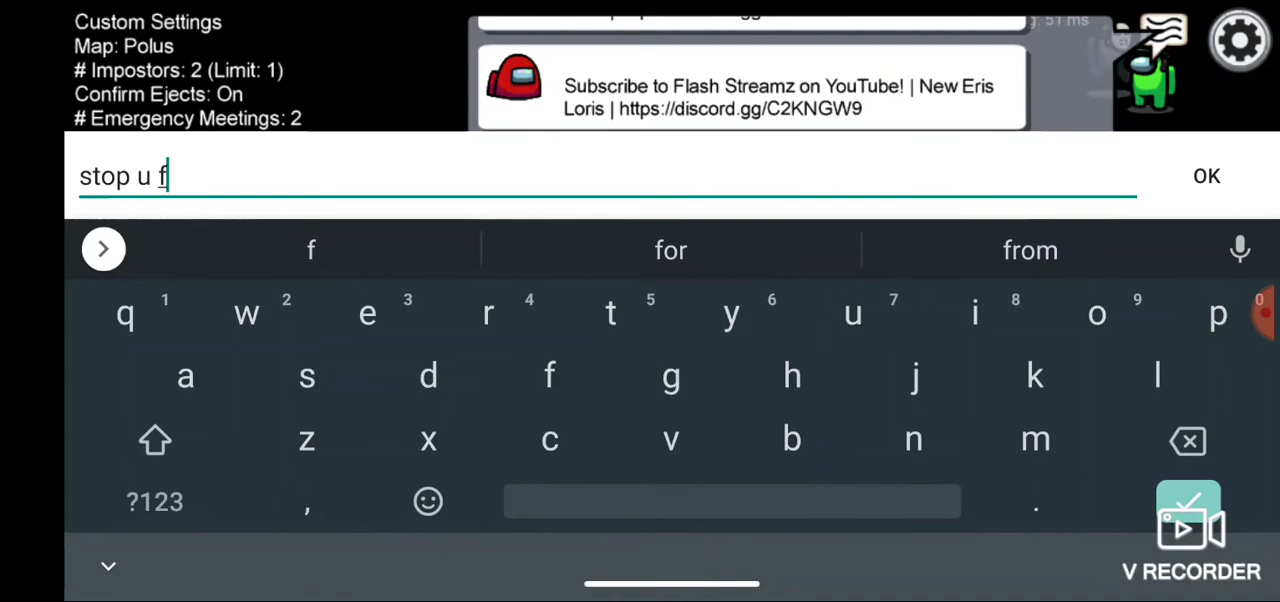 Custom Settings
Map: Polus
# Impostors: 2 (Limit: 1)
Confirm Ejects: On
# Emergency Meetings: 2
g: 51 ms
Subscribe to Flash Streamz on YouTube! | New Eris
Loris | https://discord.gg/C2KNGW9
stop u f
OK
f for from
q 1 w 2 e 3 r 4 t 5 y 6 u 7 i 8 o 9 p 0
a s d f g h j k l
z x c v b n m
?123 , .
V RECORDER